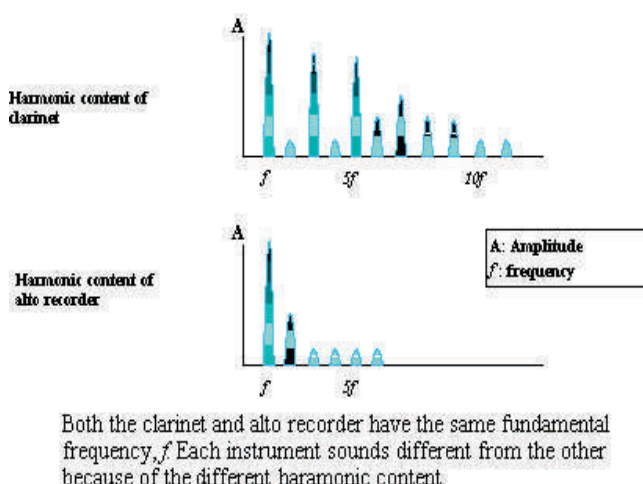 A
Harmonic content of
clarinet
f 5f 10f
A
A: Amplitude
f: frequency
Harmonic content of
alto recorder
f 5f
Both the clarinet and alto recorder have the same fundamental
frequency, f. Each instrument sounds different from the other
because of the different haramonic content.